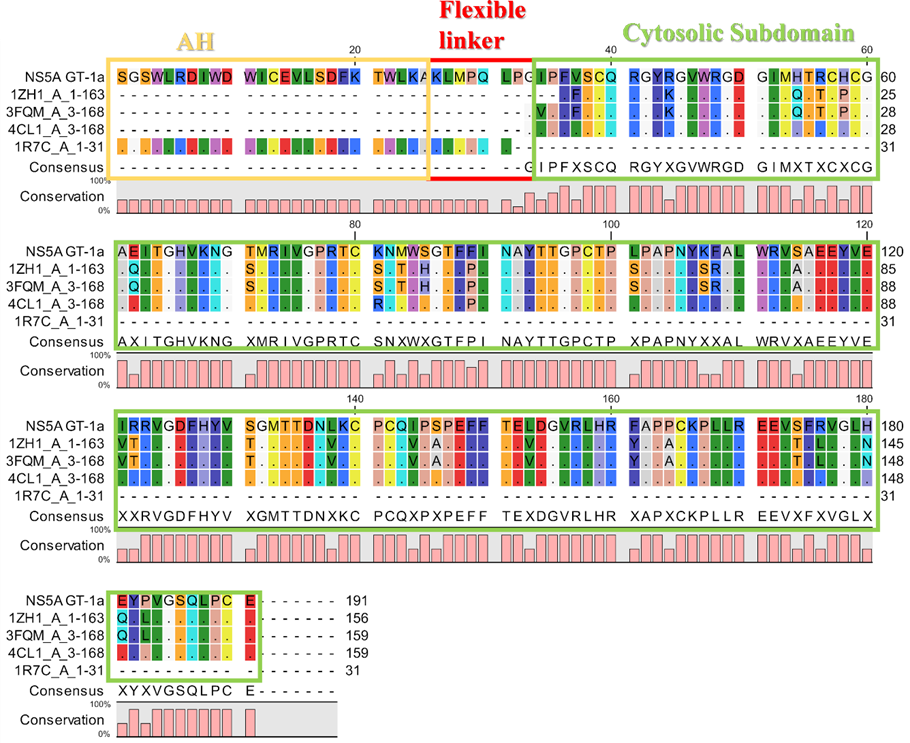 AH
Flexible
linker
Cytosolic Subdomain
20 40 60
NS5A GT-1a SGSWLRDIWD WICEVLSDFK TWLKAKLMPQ LPGIPFVSCQ RGYRGVWRGD GIMHTRCHCG 60
1ZH1_A_1-163 ---------- ---------- ---------- -----.F... ...K...... ...Q.T.P.. 25
3FQM_A_3-168 ---------- ---------- ---------- --.V..F... ...K...... ...Q.T.P.. 28
4CL1_A_3-168 ---------- ---------- ---------- --........ .......... .......... 28
1R7C_A_1-31 .......... .......... .......... .--------- ---------- ---------- 31
Consensus ---------- ---------- ---------- --GIPFXSCQ RGYXGVWRGD GIMXTXCXCG
100%
Conservation
0%
80 100 120
NS5A GT-1a AEITGHVKNG TMRIVGPRTC KNMWSGTFFI NAYTTGPCTP LPAPNYKFAL WRVSAEEYVE 120
1ZH1_A_1-163 .Q........ S......... S.T.H...P. .......... S.....SR.. ...A...... 85
3FQM_A_3-168 .Q........ S......... S.T.H...P. .......... S.....SR.. ...A...... 88
4CL1_A_3-168 .......... .......... R.......P. .......... .......... .......... 88
1R7C_A_1-31 ---------- ---------- ---------- ---------- ---------- ---------- 31
Consensus AXITGHVKNG XMRIVGPRTC SNXWXGTFPI NAYTTGPCTP XPAPNYXXAL WRVXAEEYVE
100%
Conservation
0%
140 160 180
NS5A GT-1a IRRVGDFHYV SGMTTDNLKC PCQIPSPEFF TELDGVRLHR FAPPCKPLLR EEVSFRVGLH 180
1ZH1_A_1-163 VT........ T......V.. ...V.A.... ..V....... Y..A...... ...T.L...N 145
3FQM_A_3-168 VT........ T......V.. ...V.A.... ..V....... Y..A...... ...T.L...N 148
4CL1_A_3-168 .......... .......... .......... .......... .......... .......... 148
1R7C_A_1-31 ---------- ---------- ---------- ---------- ---------- ---------- 31
Consensus XXRVGDFHYV XGMTTDNXKC PCQXPXPEFF TEXDGVRLHR XAPXCKPLLR EEVXFXVGLX
100%
Conservation
0%
NS5A GT-1a EYPVGSQLPC E------- 191
1ZH1_A_1-163 Q.L....... .------- 156
3FQM_A_3-168 Q.L....... .------- 159
4CL1_A_3-168 .......... .------- 159
1R7C_A_1-31 ---------- -------- 31
Consensus XYXVGSQLPC E-------
100%
Conservation
0%